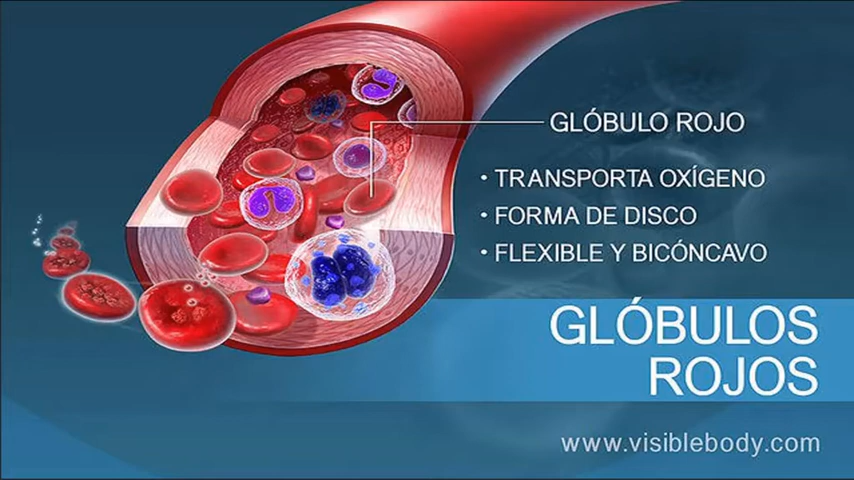 GLÓBULO ROJO
• TRANSPORTA OXÍGENO
• FORMA DE DISCO
• FLEXIBLE Y BICÓNCAVO
GLÓBULOS
ROJOS
www.visiblebody.com